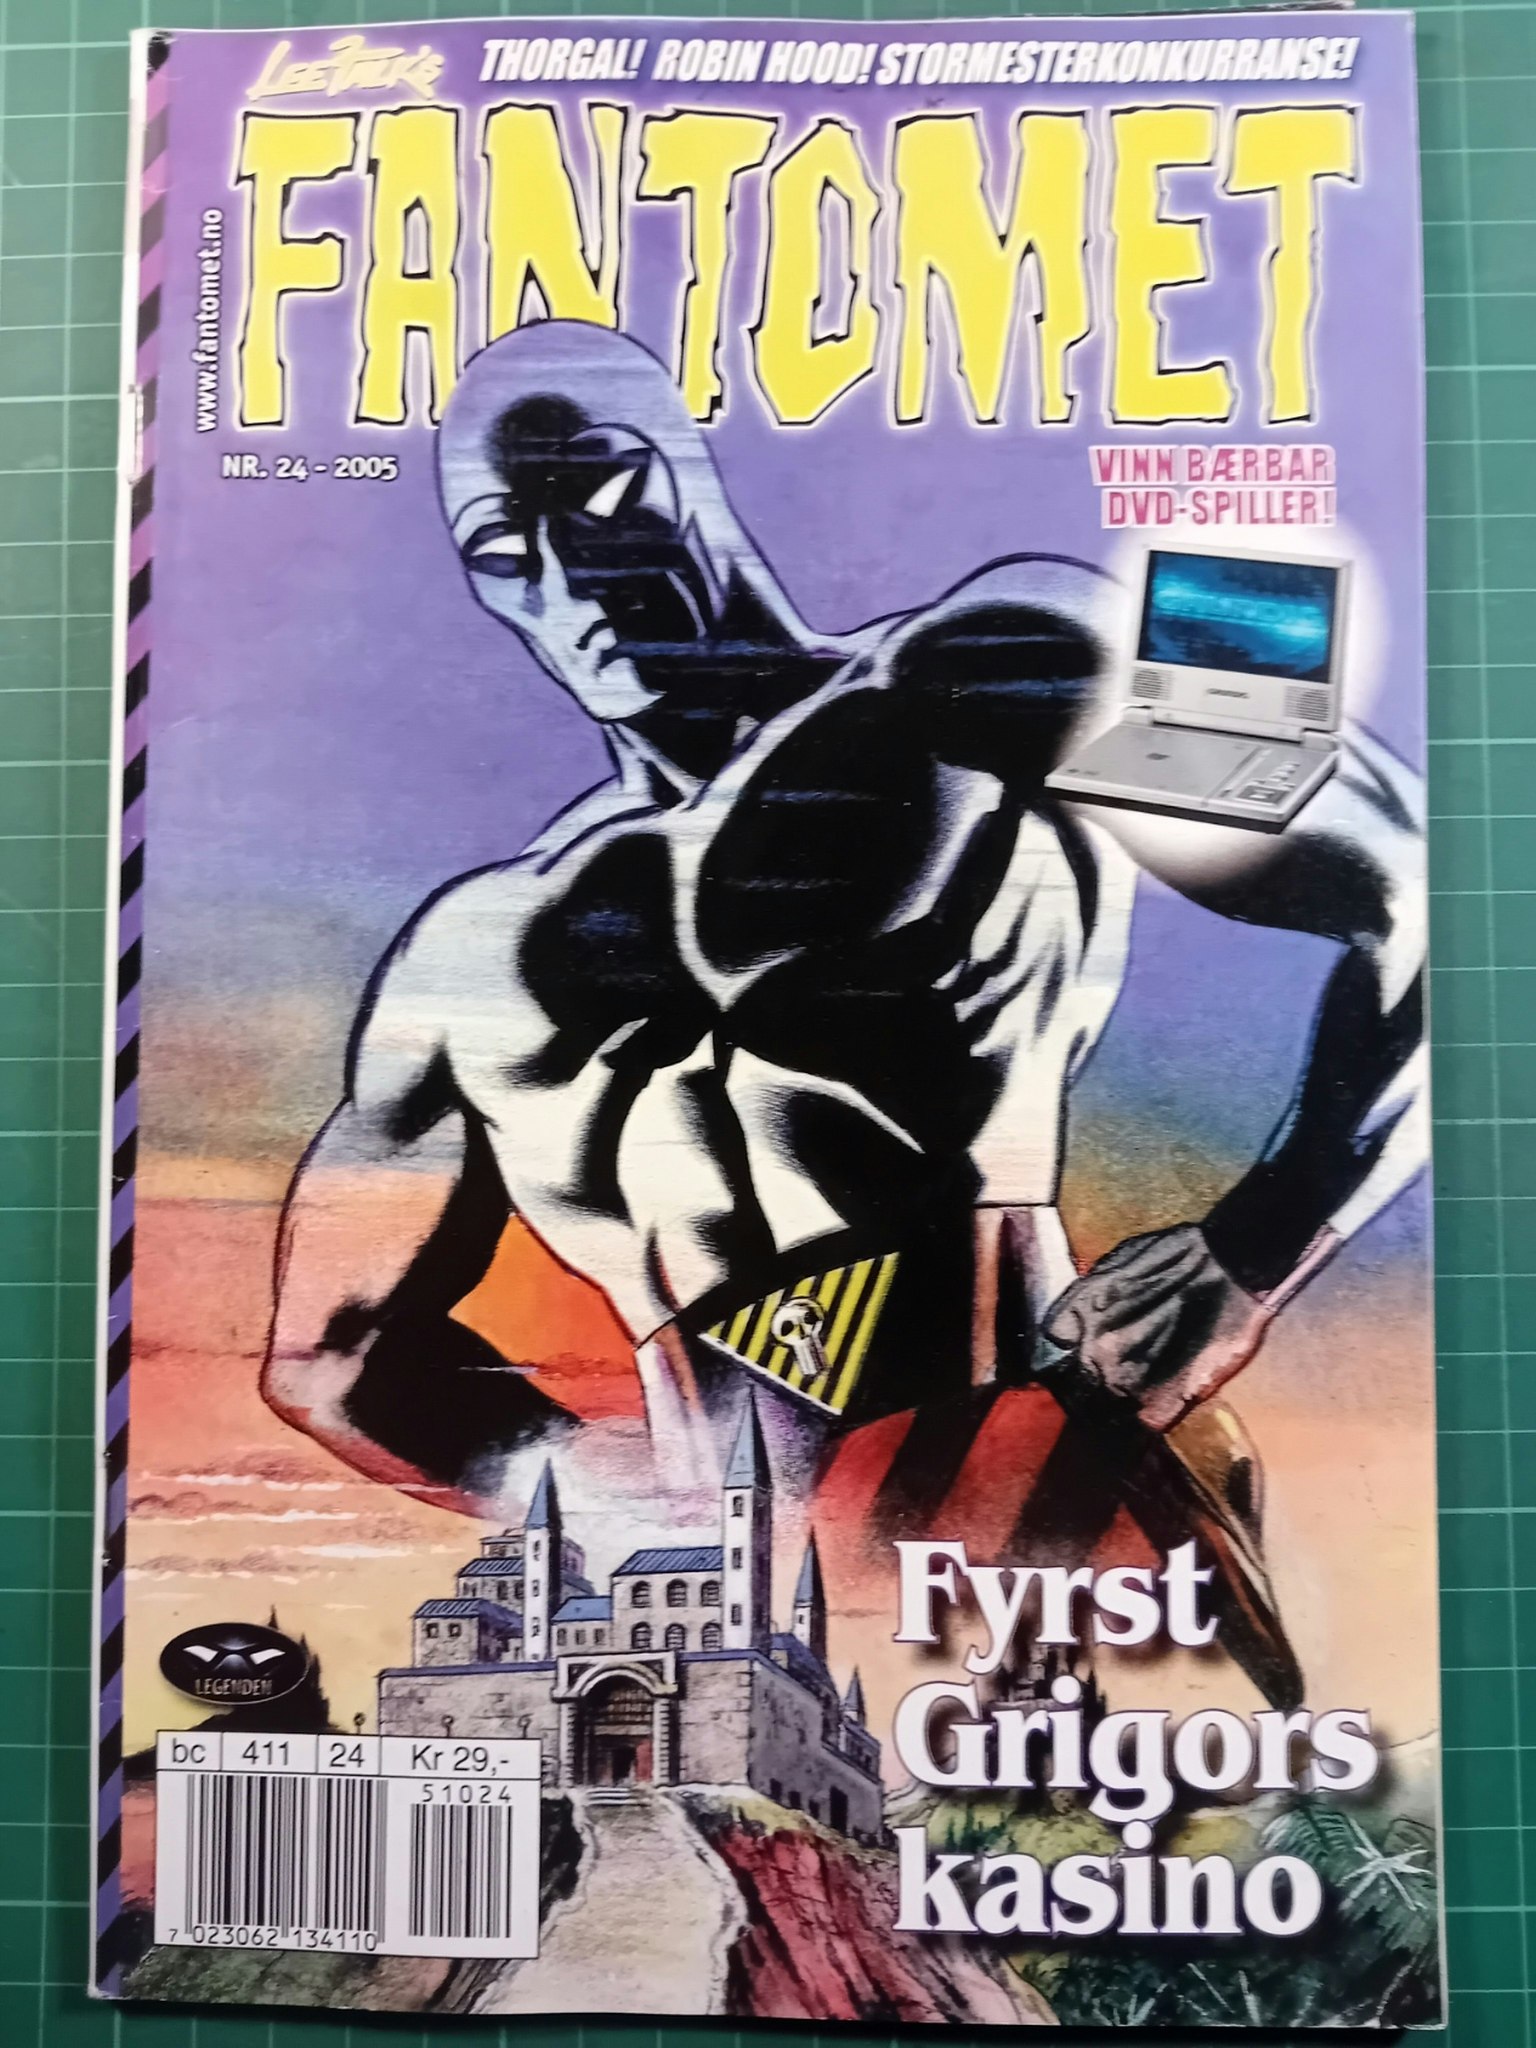 LEE FALK's
THORGAL! ROBIN HOOD! STORMESTERKONKURRANSE!
FANTOMET
www.fantomet.no
NR. 24 - 2005
VINN BÆRBAR
DVD-SPILLER!
Fyrst
Grigors
kasino
LEGENDEN
bc 411 24 Kr 29,-
51024
7 023062 134110